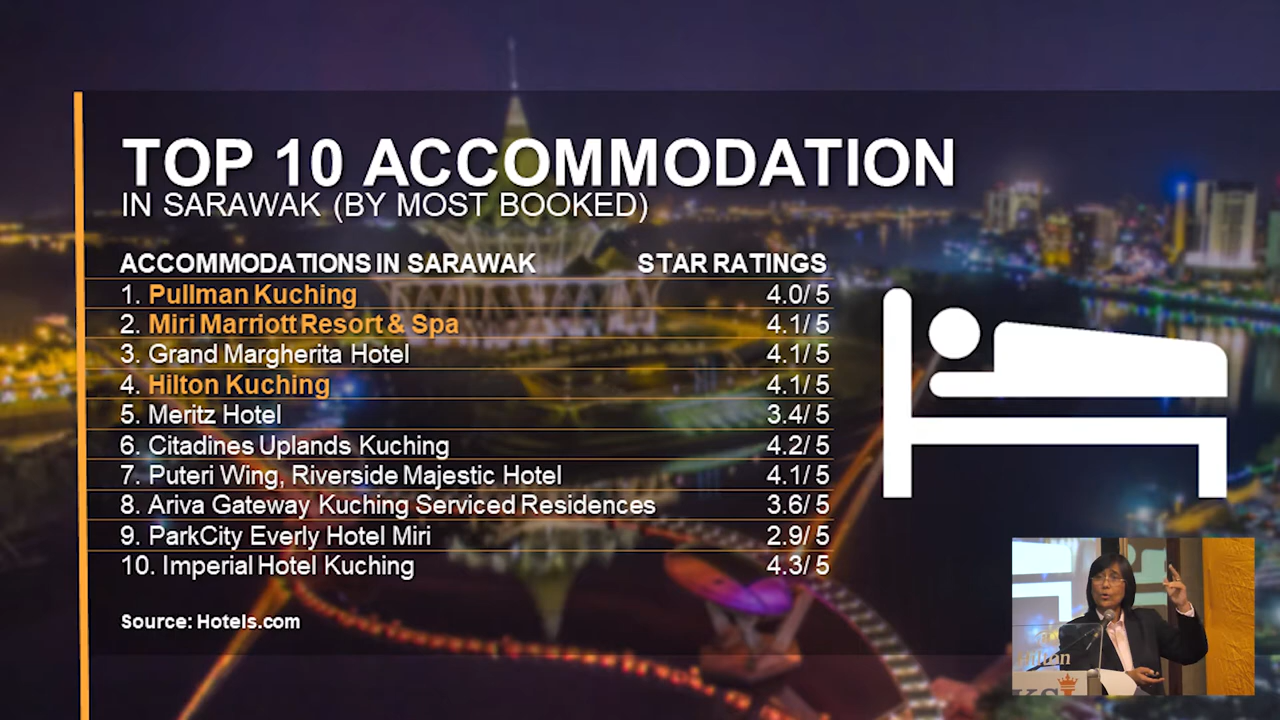 TOP 10 ACCOMMODATION
IN SARAWAK (BY MOST BOOKED)
ACCOMMODATIONS IN SARAWAK STAR RATINGS
1. Pullman Kuching 4.0/5
2. Miri Marriott Resort & Spa 4.1/5
3. Grand Margherita Hotel 4.1/5
4. Hilton Kuching 4.1/5
5. Meritz Hotel 3.4/5
6. Citadines Uplands Kuching 4.2/5
7. Puteri Wing, Riverside Majestic Hotel 4.1/5
8. Ariva Gateway Kuching Serviced Residences 3.6/5
9. ParkCity Everly Hotel Miri 2.9/5
10. Imperial Hotel Kuching 4.3/5
Source: Hotels.com
Hilton